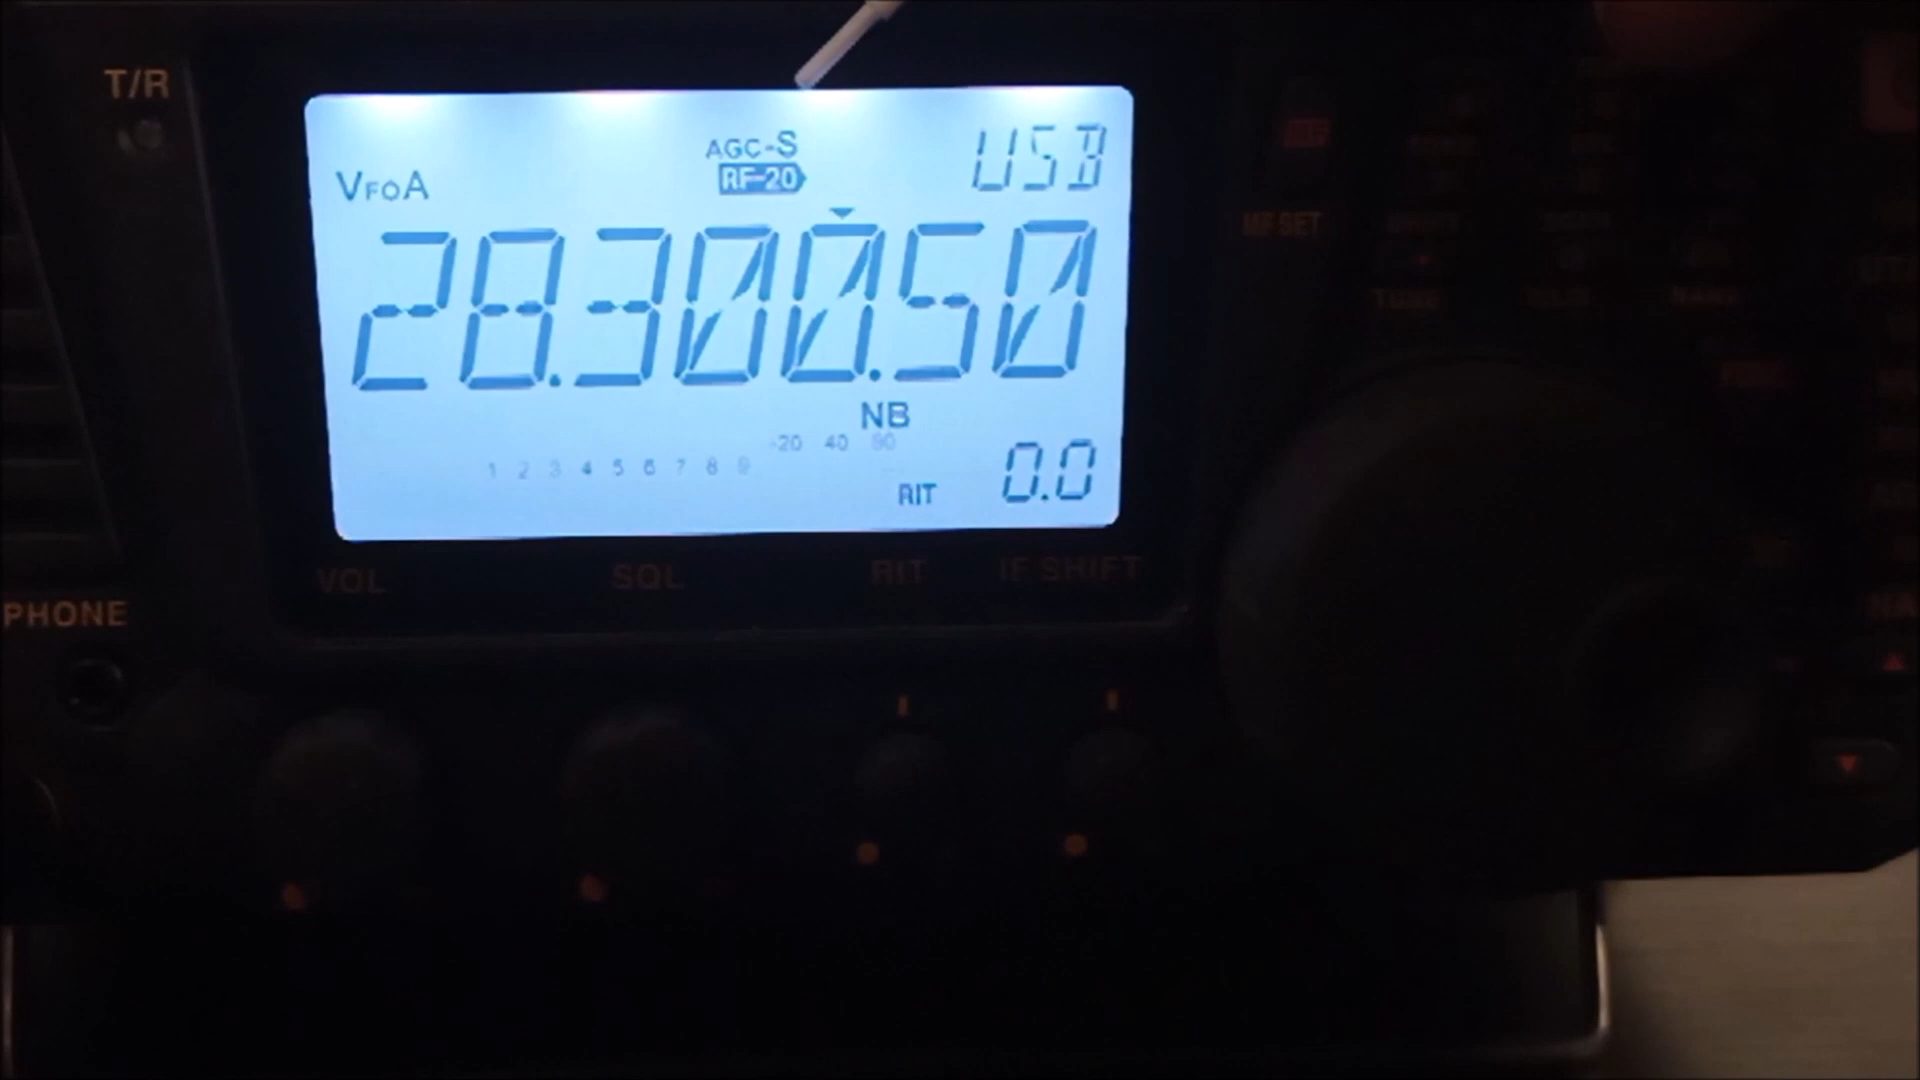 T/R
AGC-S
USB
VFOA
RF-20
28.300.50
NB
-20 40 60
1 2 3 4 5 6 7 8 9
RIT 0.0
VOL SQL RIT IF SHIFT
PHONE
MF SET
TUNE